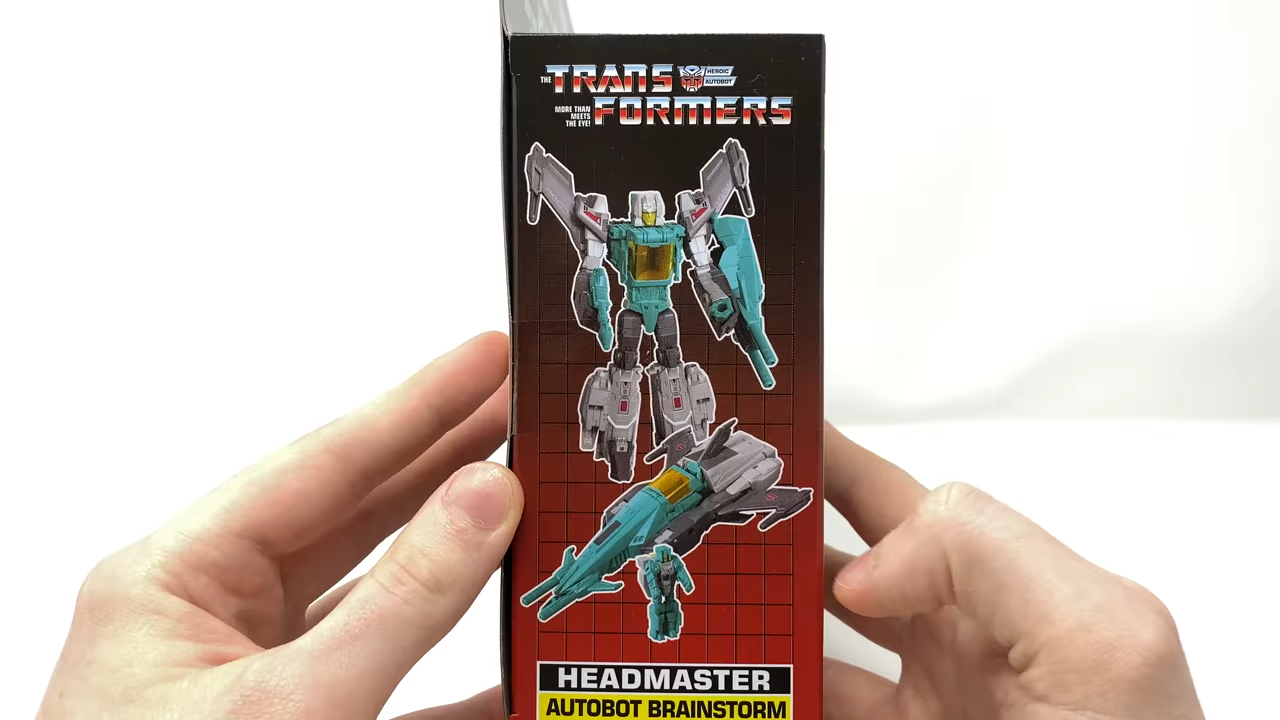 THE TRANS HEROIC AUTOBOT
MORE THAN MEETS THE EYE! FORMERS
HEADMASTER
AUTOBOT BRAINSTORM